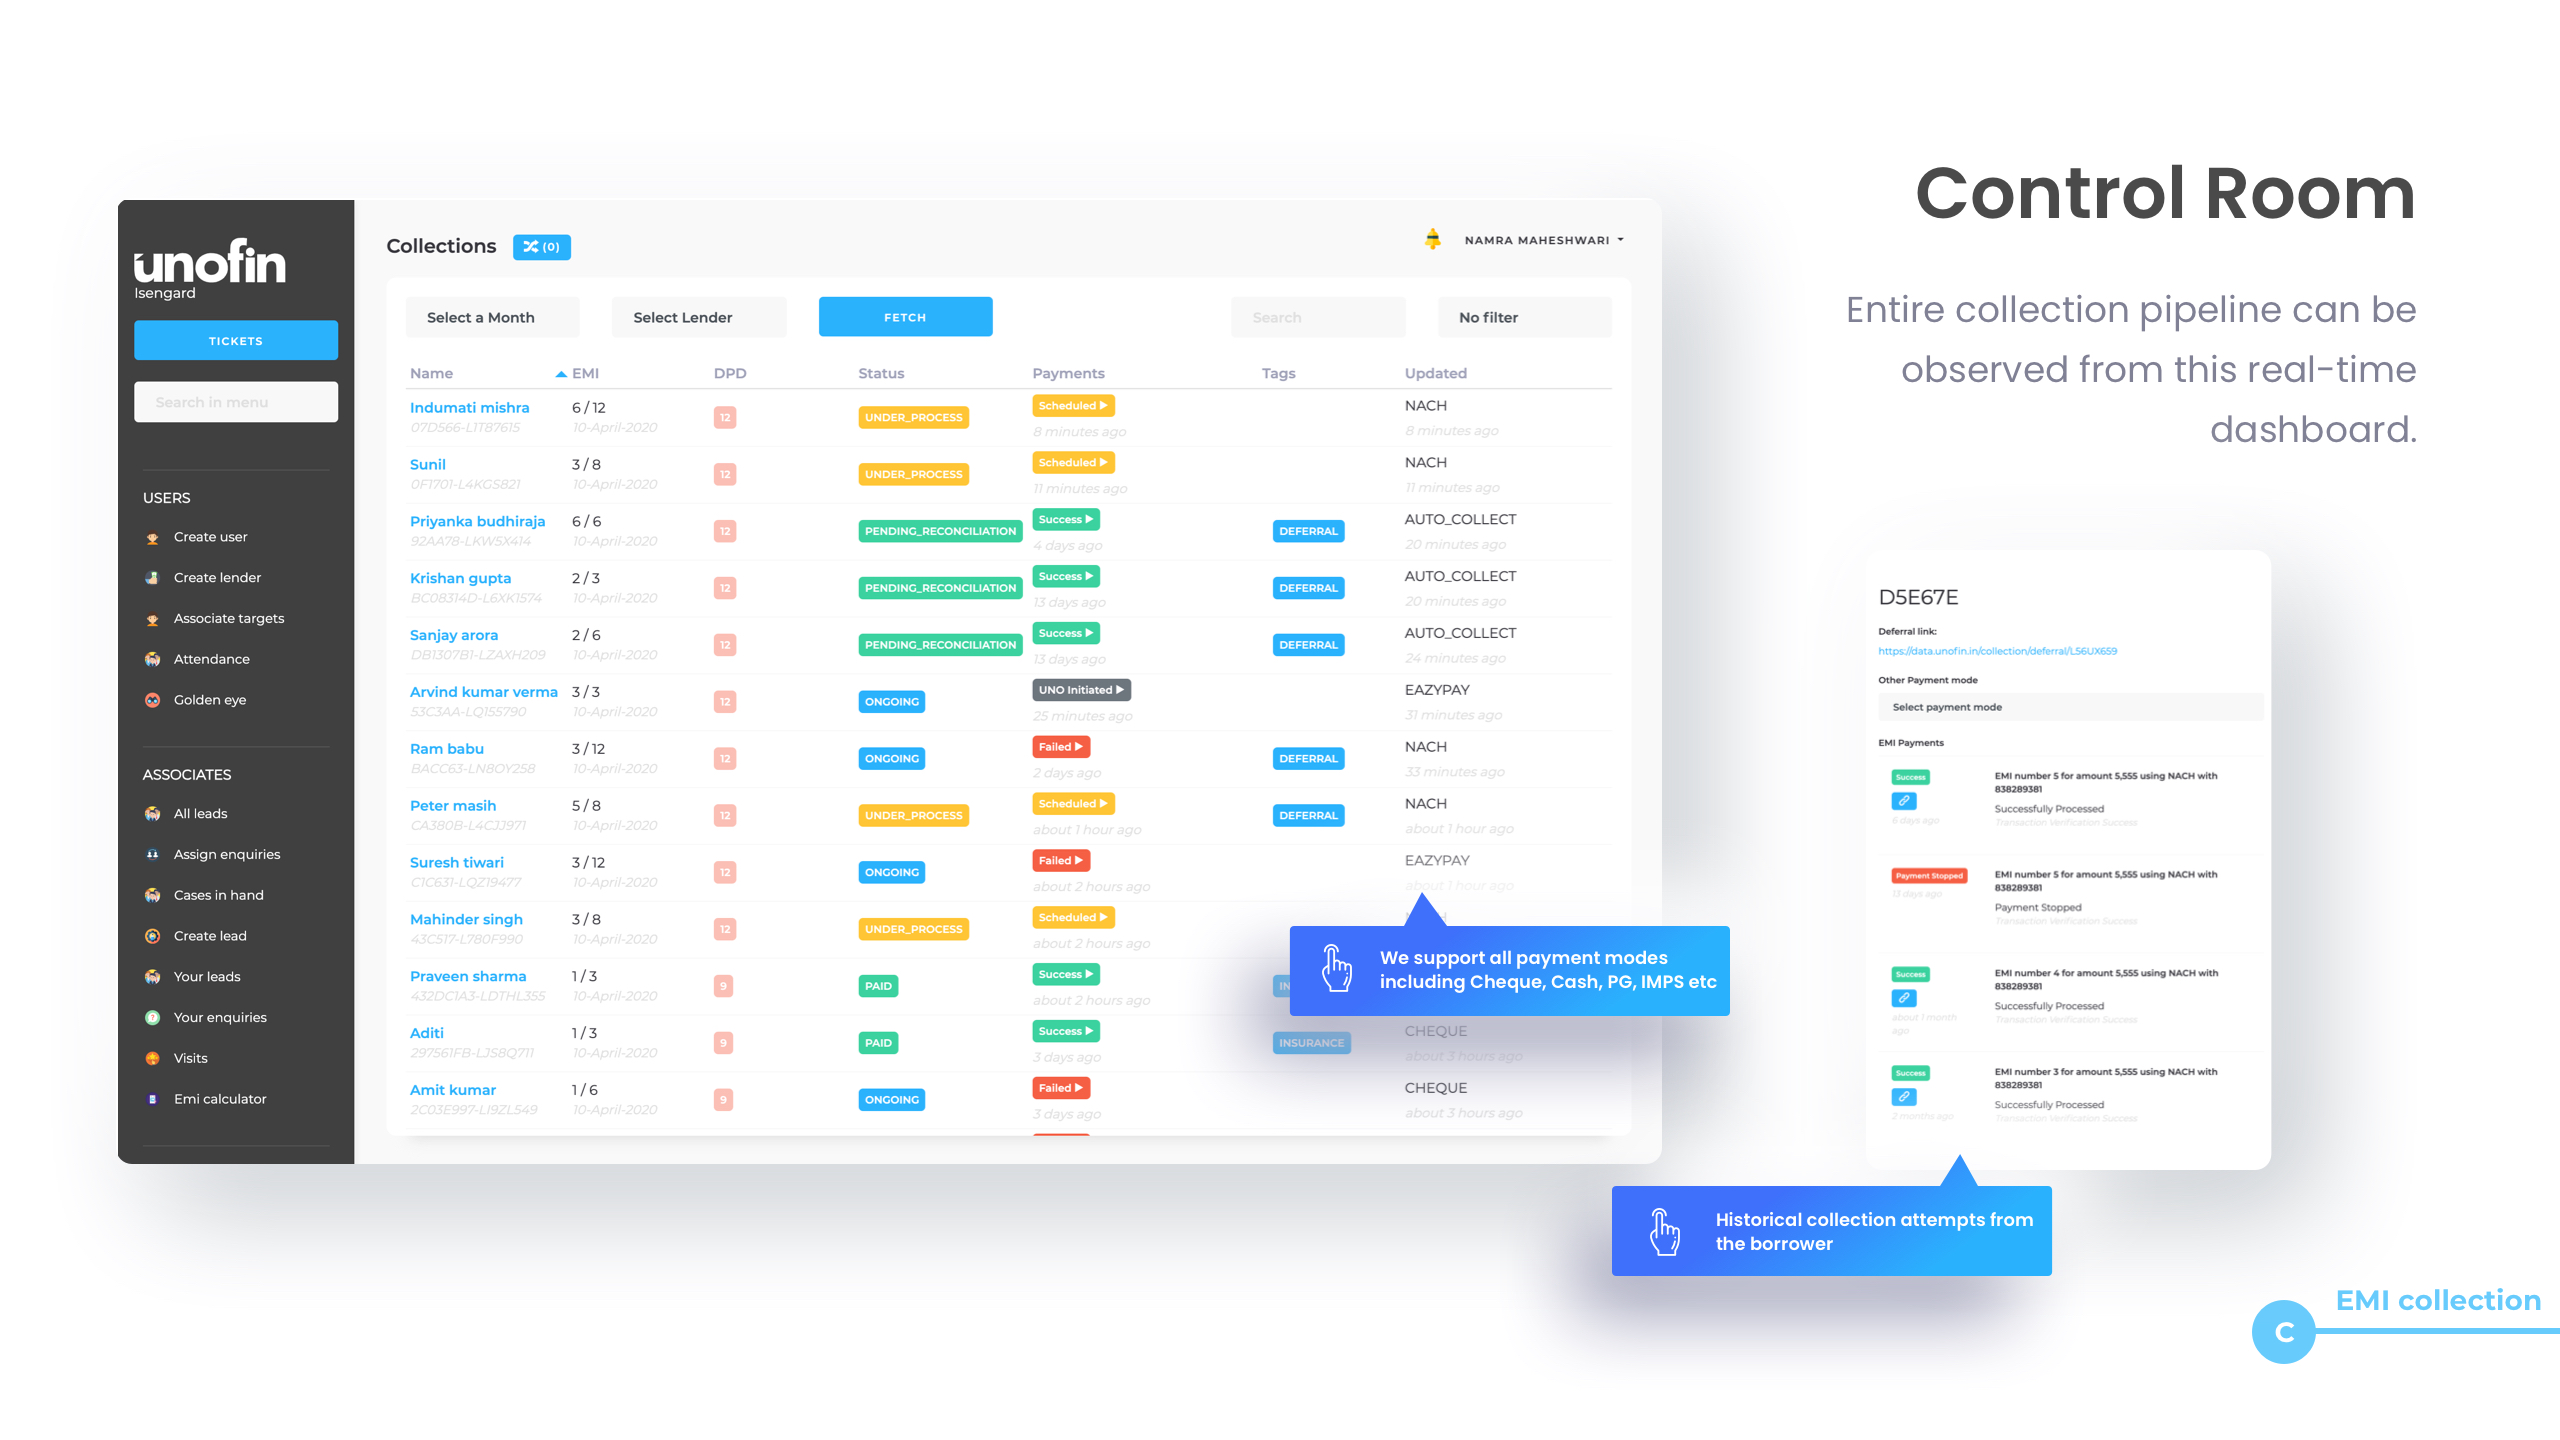 unofin
Isengard
TICKETS
Search in menu
USERS
Create user
Create lender
Associate targets
Attendance
Golden eye
ASSOCIATES
All leads
Assign enquiries
Cases in hand
Create lead
Your leads
Your enquiries
Visits
Emi calculator
Collections (0)
NAMRA MAHESHWARI
Select a Month Select Lender FETCH Search No filter
Name EMI DPD Status Payments Tags Updated
Indumati mishra 6 / 12 12 UNDER_PROCESS Scheduled NACH
07D566-L1T87615 10-April-2020 8 minutes ago 8 minutes ago
Sunil 3 / 8 12 UNDER_PROCESS Scheduled NACH
0F1701-L4KGS821 10-April-2020 11 minutes ago 11 minutes ago
Priyanka budhiraja 6 / 6 12 PENDING_RECONCILIATION Success DEFERRAL AUTO_COLLECT
92AA78-LKW5X414 10-April-2020 4 days ago 20 minutes ago
Krishan gupta 2 / 3 12 PENDING_RECONCILIATION Success DEFERRAL AUTO_COLLECT
BC08314D-L6XK1574 10-April-2020 13 days ago 20 minutes ago
Sanjay arora 2 / 6 12 PENDING_RECONCILIATION Success DEFERRAL AUTO_COLLECT
DB1307B1-LZAXH209 10-April-2020 13 days ago 24 minutes ago
Arvind kumar verma 3 / 3 12 ONGOING UNO Initiated EAZYPAY
53C3AA-LQ155790 10-April-2020 25 minutes ago 31 minutes ago
Ram babu 3 / 12 12 ONGOING Failed DEFERRAL NACH
BACC63-LN8OY258 10-April-2020 2 days ago 33 minutes ago
Peter masih 5 / 8 12 UNDER_PROCESS Scheduled DEFERRAL NACH
CA380B-L4CJJ971 10-April-2020 about 1 hour ago about 1 hour ago
Suresh tiwari 3 / 12 12 ONGOING Failed EAZYPAY
C1C631-LQZ19477 10-April-2020 about 2 hours ago about 1 hour ago
Mahinder singh 3 / 8 12 UNDER_PROCESS Scheduled
43C517-L780F990 10-April-2020 about 2 hours ago
Praveen sharma 1 / 3 9 PAID Success
432DC1A3-LDTHL355 10-April-2020 about 2 hours ago
Aditi 1 / 3 9 PAID Success INSURANCE CHEQUE
297561FB-LJS8Q711 10-April-2020 3 days ago about 3 hours ago
Amit kumar 1 / 6 9 ONGOING Failed CHEQUE
2C03E997-LI9ZL549 10-April-2020 3 days ago about 3 hours ago
We support all payment modes
including Cheque, Cash, PG, IMPS etc
Control Room
Entire collection pipeline can be
observed from this real-time
dashboard.
D5E67E
Deferral link:
https://data.unofin.in/collection/deferral/L56UX659
Other Payment mode
Select payment mode
EMI Payments
Success EMI number 5 for amount 5,555 using NACH with
838289381
Successfully Processed
6 days ago Transaction Verification Success
Payment Stopped EMI number 5 for amount 5,555 using NACH with
13 days ago 838289381
Payment Stopped
Transaction Verification Success
Success EMI number 4 for amount 5,555 using NACH with
838289381
Successfully Processed
about 1 month Transaction Verification Success
ago
Success EMI number 3 for amount 5,555 using NACH with
838289381
Successfully Processed
2 months ago Transaction Verification Success
Historical collection attempts from
the borrower
EMI collection
C